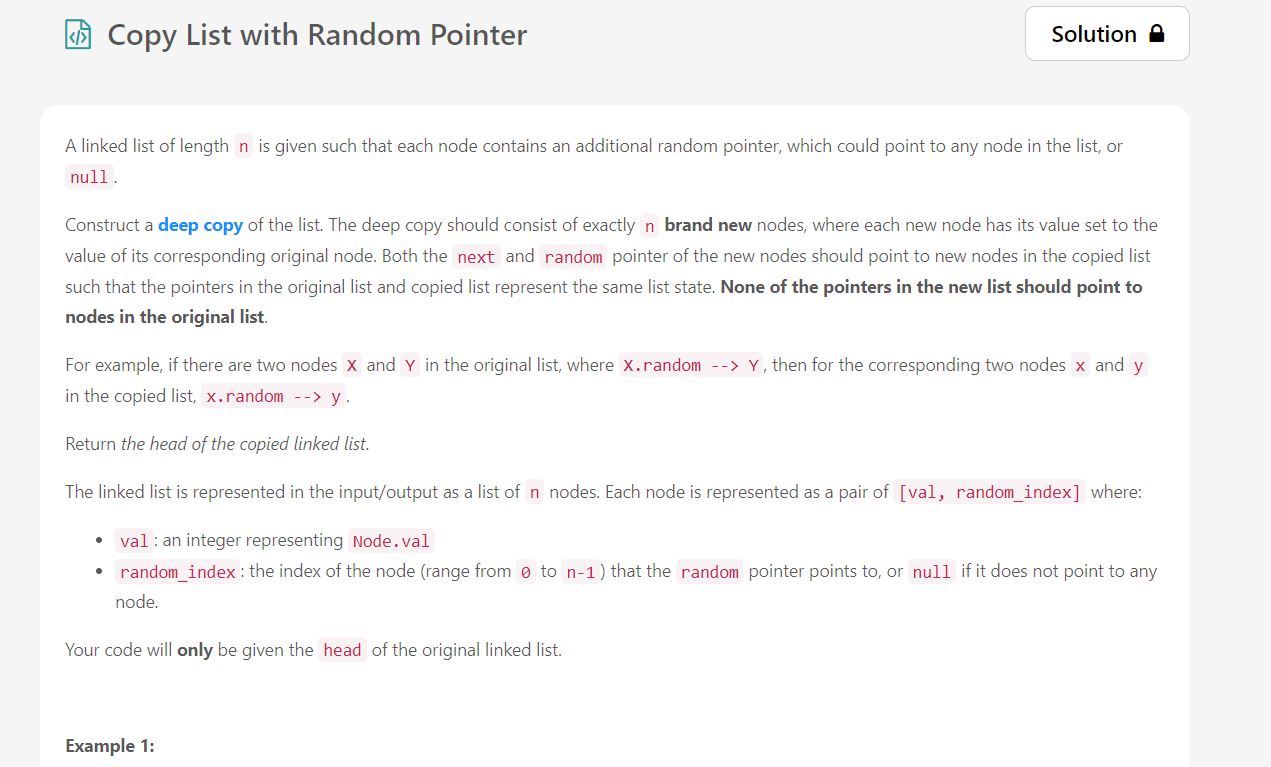 Copy List with Random Pointer
Solution
A linked list of length n is given such that each node contains an additional random pointer, which could point to any node in the list, or
null.
Construct a deep copy of the list. The deep copy should consist of exactly n brand new nodes, where each new node has its value set to the
value of its corresponding original node. Both the next and random pointer of the new nodes should point to new nodes in the copied list
such that the pointers in the original list and copied list represent the same list state. None of the pointers in the new list should point to
nodes in the original list.
For example, if there are two nodes X and Y in the original list, where X.random --> Y, then for the corresponding two nodes x and y
in the copied list, x.random --> y.
Return the head of the copied linked list.
The linked list is represented in the input/output as a list of n nodes. Each node is represented as a pair of [val, random_index] where:
• val: an integer representing Node.val
• random_index: the index of the node (range from 0 to n-1) that the random pointer points to, or null if it does not point to any
node.
Your code will only be given the head of the original linked list.
Example 1: